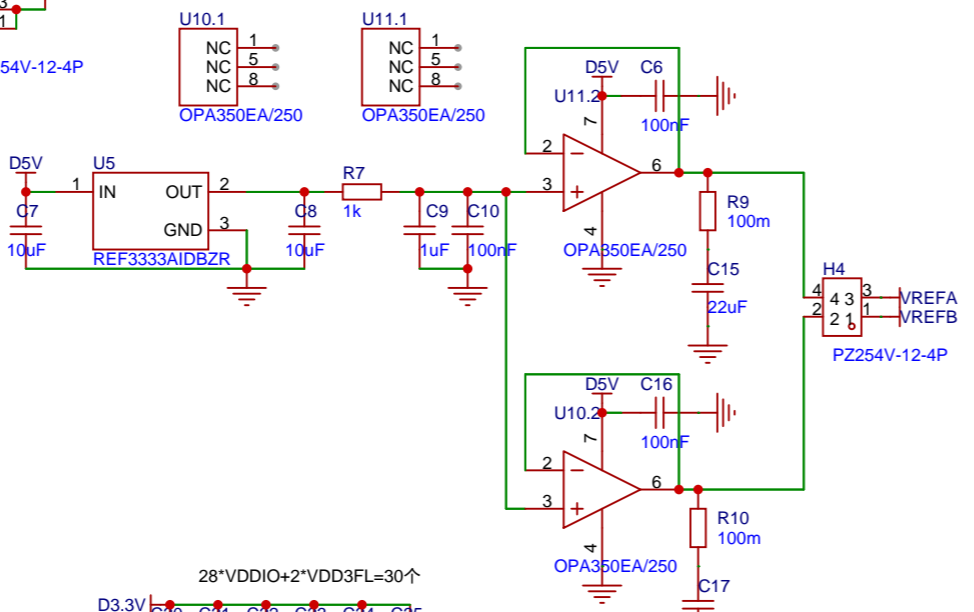 3
1
54V-12-4P
U10.1
NC 1
NC 5
NC 8
OPA350EA/250
U11.1
NC 1
NC 5
NC 8
OPA350EA/250
D5V
C6
U11.2
100nF
7
2
3
6
4
OPA350EA/250
D5V
U5
1 IN
OUT 2
GND 3
REF3333AIDBZR
C7
10uF
C8
10uF
R7
1k
C9
1uF
C10
100nF
R9
100m
C15
22uF
H4
4 4 3 3
2 2 1 1
VREFA
VREFB
PZ254V-12-4P
D5V
C16
U10.2
100nF
7
2
3
6
4
OPA350EA/250
R10
100m
C17
28*VDDIO+2*VDD3FL=30个
D3.3V